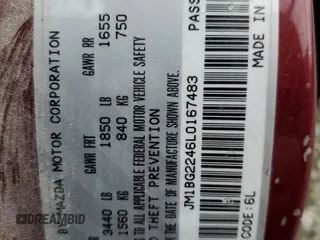 MAZDA MOTOR CORPORATION
GAWR FRT GAWR RR
3440 LB 1850 LB 1655
1560 KG 840 KG 750
ALL APPLICABLE FEDERAL MOTOR VEHICLE SAFETY
THEFT PREVENTION
THE DATE OF MANUFACTURE SHOWN ABOVE.
JM1BG2246L0167483 PASS
CODE:6L MADE IN
DREAMBID